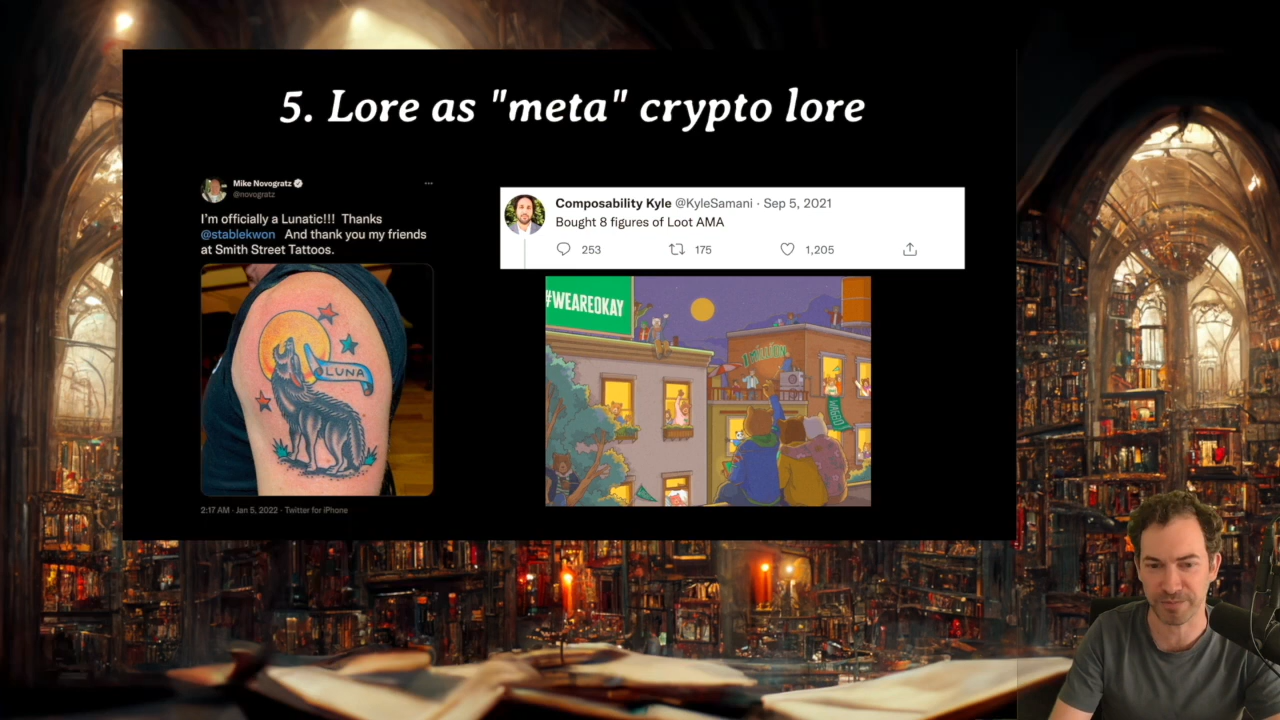 5. Lore as "meta" crypto lore
Mike Novogratz
@novogratz
I'm officially a Lunatic!!! Thanks
@stablekwon And thank you my friends
at Smith Street Tattoos.
LUNA
2:17 AM · Jan 5, 2022 · Twitter for iPhone
Composability Kyle @KyleSamani · Sep 5, 2021
Bought 8 figures of Loot AMA
253 175 1,205
#WEAREOKAY